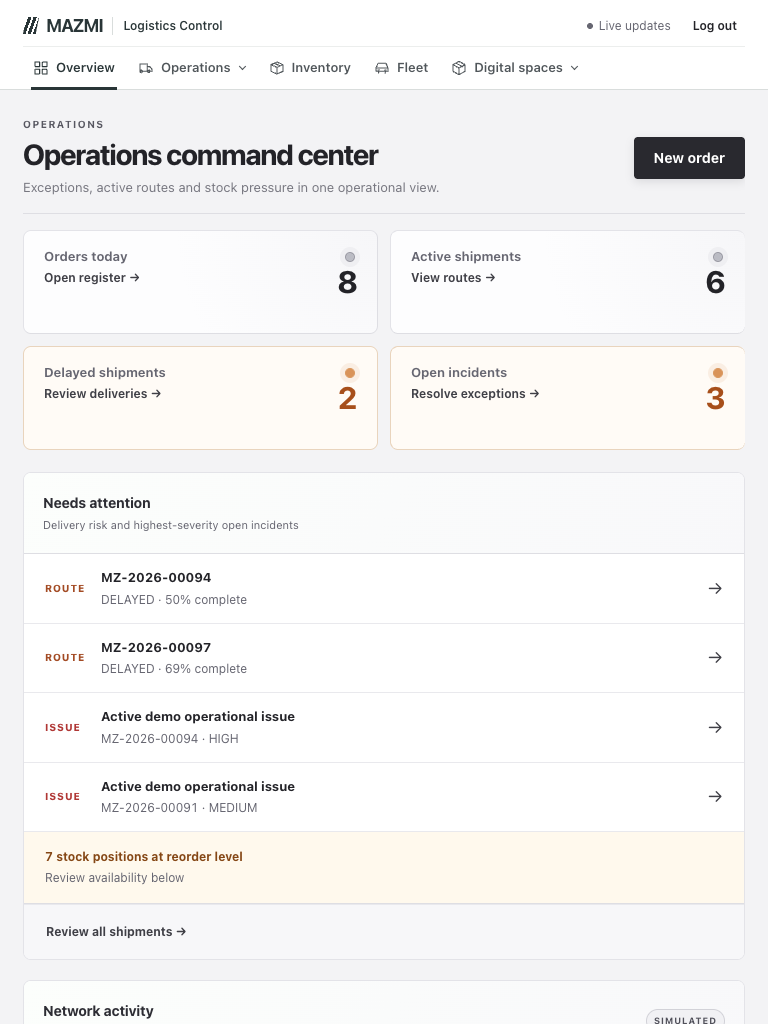 MAZMI Logistics Control
Live updates
Log out
Overview
Operations
Inventory
Fleet
Digital spaces
OPERATIONS
Operations command center
Exceptions, active routes and stock pressure in one operational view.
New order
Orders today
Open register →
8
Active shipments
View routes →
6
Delayed shipments
Review deliveries →
2
Open incidents
Resolve exceptions →
3
Needs attention
Delivery risk and highest-severity open incidents
ROUTE
MZ-2026-00094
DELAYED · 50% complete
→
ROUTE
MZ-2026-00097
DELAYED · 69% complete
→
ISSUE
Active demo operational issue
MZ-2026-00094 · HIGH
→
ISSUE
Active demo operational issue
MZ-2026-00091 · MEDIUM
→
7 stock positions at reorder level
Review availability below
Review all shipments →
Network activity
SIMULATED